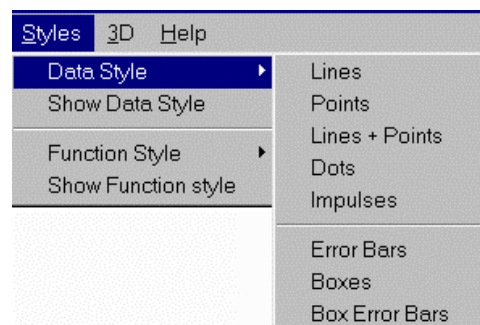 Styles 3D Help
Data Style
Show Data Style
Function Style
Show Function style
Lines
Points
Lines + Points
Dots
Impulses
Error Bars
Boxes
Box Error Bars